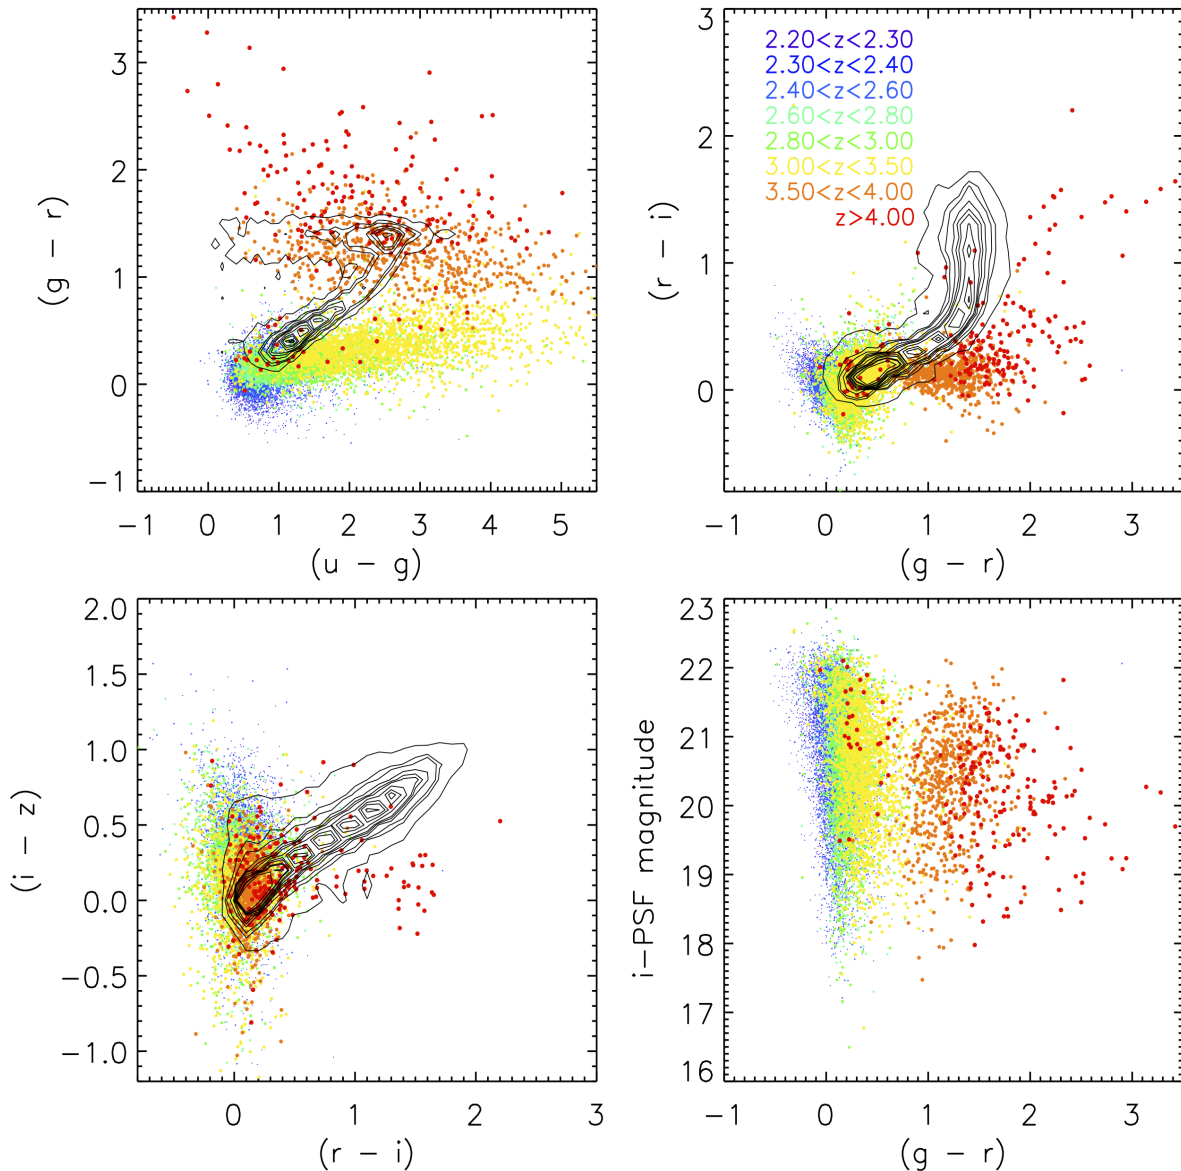 3
2
1
0
−1
(g − r)
−1 0 1 2 3 4 5
(u − g)
3
2
1
0
(r − i)
2.20<z<2.30
2.30<z<2.40
2.40<z<2.60
2.60<z<2.80
2.80<z<3.00
3.00<z<3.50
3.50<z<4.00
z>4.00
−1 0 1 2 3
(g − r)
2.0
1.5
1.0
0.5
0.0
−0.5
−1.0
(i − z)
0 1 2 3
(r − i)
23
22
21
20
19
18
17
16
i−PSF magnitude
−1 0 1 2 3
(g − r)